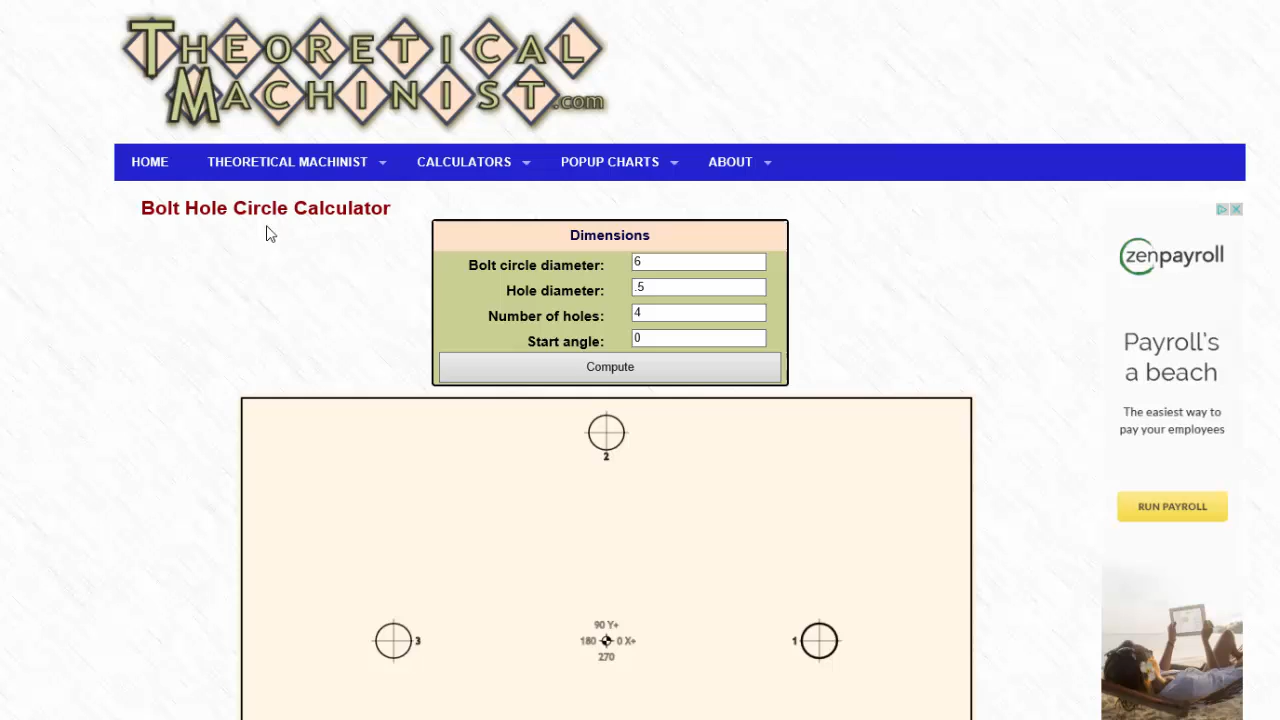 THEORETICAL
MACHINIST.com
HOME THEORETICAL MACHINIST CALCULATORS POPUP CHARTS ABOUT
Bolt Hole Circle Calculator
Dimensions
Bolt circle diameter: 6
Hole diameter: .5
Number of holes: 4
Start angle: 0
Compute
2
3
90 Y+
180 0 X+
270
1
zenpayroll
Payroll's
a beach
The easiest way to
pay your employees
RUN PAYROLL